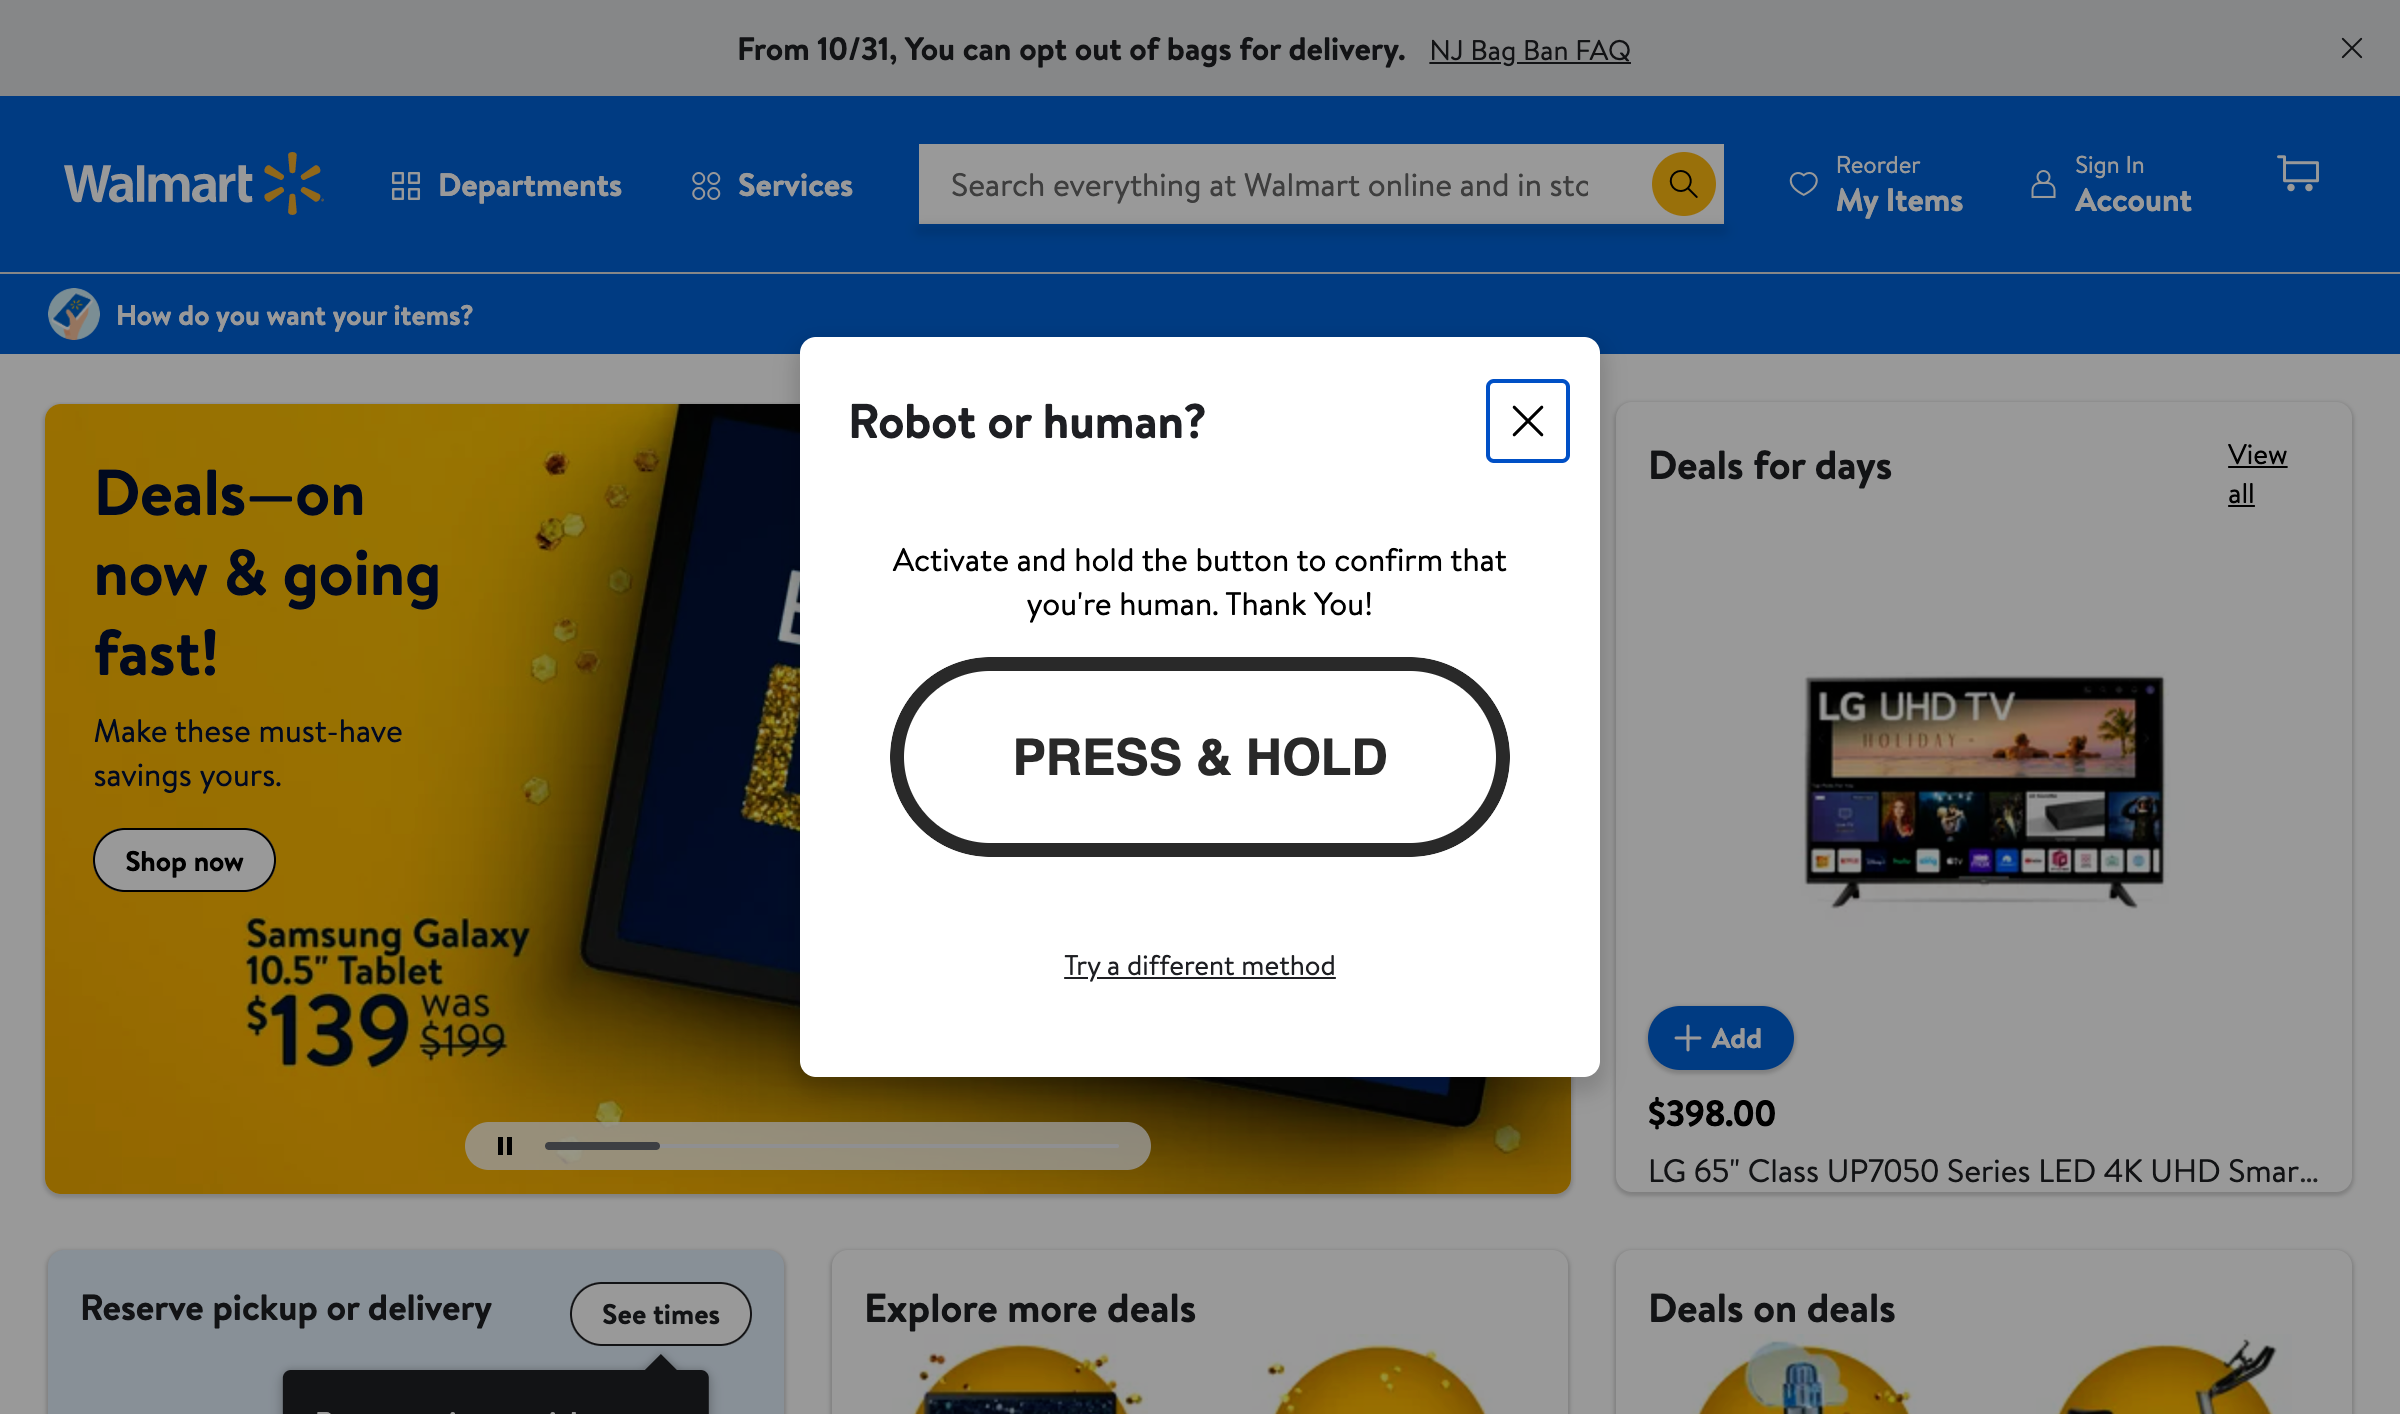 From 10/31, You can opt out of bags for delivery. NJ Bag Ban FAQ
Walmart
Departments
Services
Search everything at Walmart online and in sto
Reorder
My Items
Sign In
Account
How do you want your items?
Deals—on
now & going
fast!
Make these must-have
savings yours.
Shop now
Samsung Galaxy
10.5" Tablet
$139 was
$199
Robot or human?
Activate and hold the button to confirm that
you're human. Thank You!
PRESS & HOLD
Try a different method
Deals for days
View
all
LG UHD TV
HOLIDAY
Add
$398.00
LG 65" Class UP7050 Series LED 4K UHD Smar...
Reserve pickup or delivery
See times
Explore more deals
Deals on deals